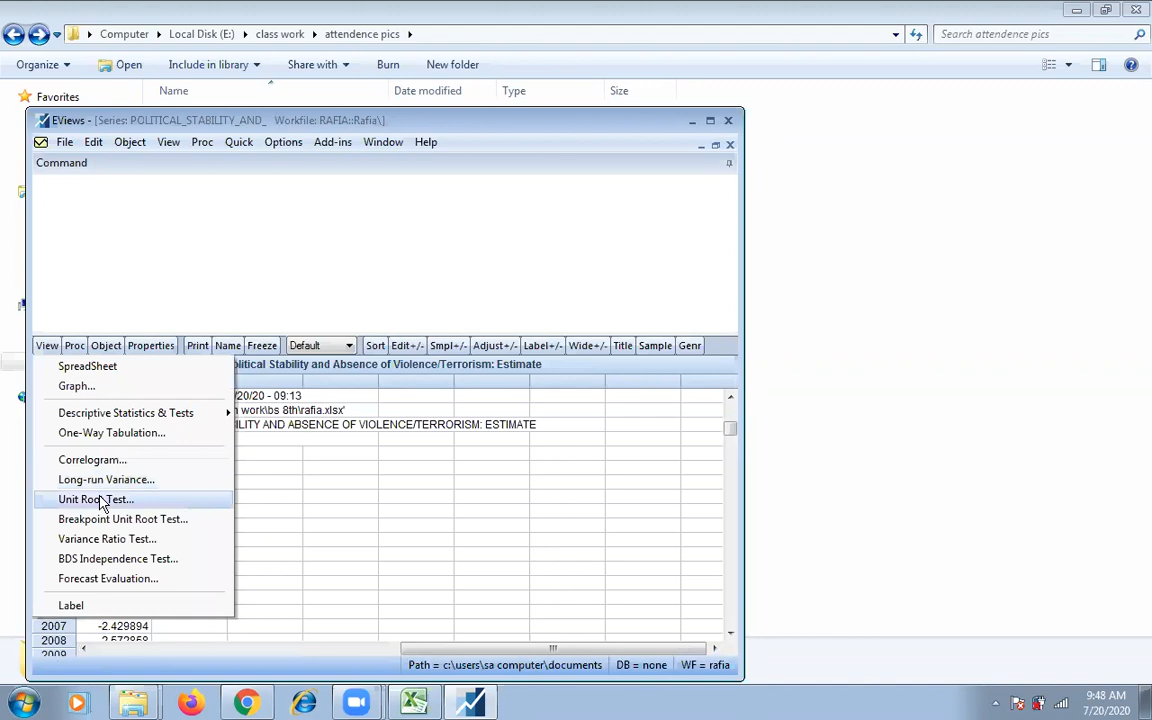 Computer
Local Disk (E:)
class work
attendence pics
Search attendence pics
Organize
Open
Include in library
Share with
Burn
New folder
Favorites
Name
Date modified
Type
Size
EViews - [Series: POLITICAL_STABILITY_AND_ Workfile: RAFIA::Rafia\]
File Edit Object View Proc Quick Options Add-ins Window Help
Command
View Proc Object Properties Print Name Freeze Default Sort Edit+/- Smpl+/- Adjust+/- Label+/- Wide+/- Title Sample Genr
litical Stability and Absence of Violence/Terrorism: Estimate
/20/20 - 09:13
work\bs 8th\rafia.xlsx'
ILITY AND ABSENCE OF VIOLENCE/TERRORISM: ESTIMATE
SpreadSheet
Graph...
Descriptive Statistics & Tests
One-Way Tabulation...
Correlogram...
Long-run Variance...
Unit Root Test...
Breakpoint Unit Root Test...
Variance Ratio Test...
BDS Independence Test...
Forecast Evaluation...
Label
2007 -2.429894
2008 -2.572858
2009
Path = c:\users\sa computer\documents DB = none WF = rafia
9:48 AM
7/20/2020